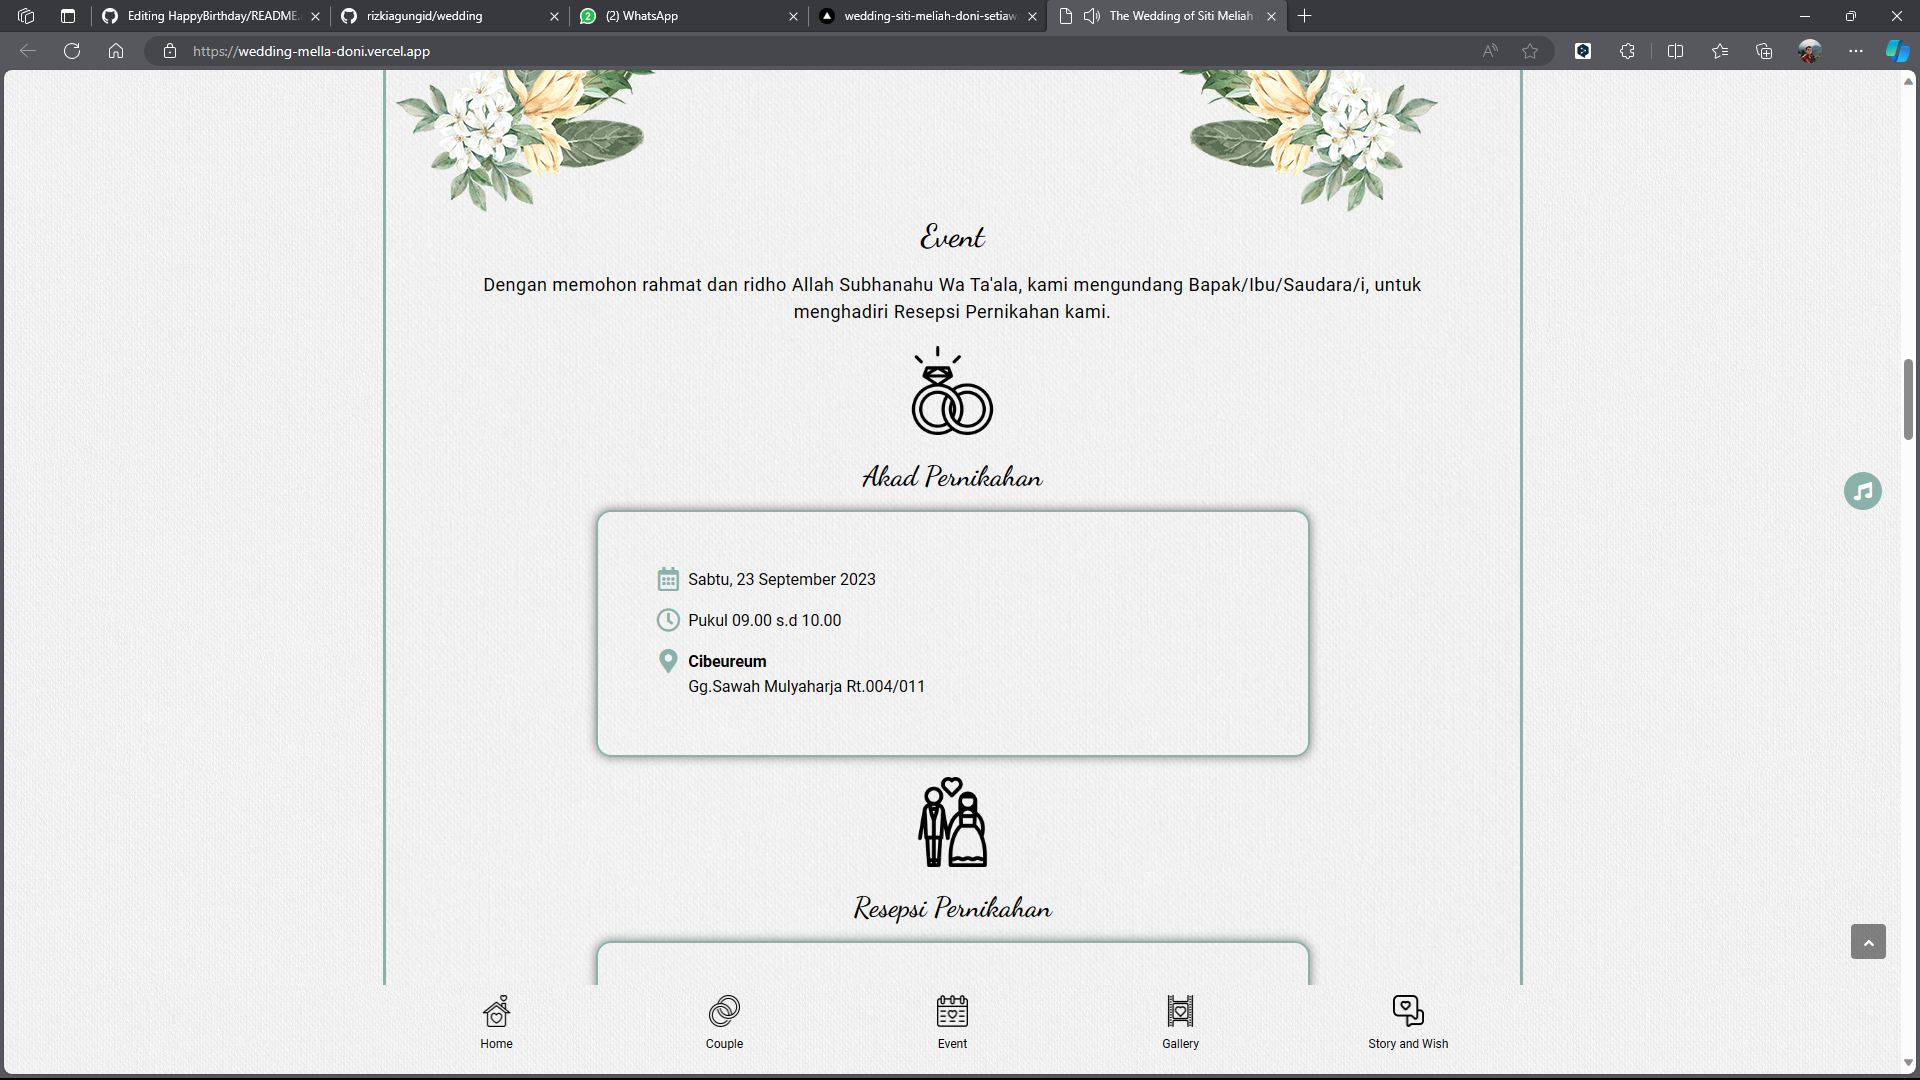 Editing HappyBirthday/README.
rizkiagungid/wedding
(2) WhatsApp
wedding-siti-meliah-doni-setiaw
The Wedding of Siti Meliah
https://wedding-mella-doni.vercel.app
Event
Dengan memohon rahmat dan ridho Allah Subhanahu Wa Ta'ala, kami mengundang Bapak/Ibu/Saudara/i, untuk
menghadiri Resepsi Pernikahan kami.
Akad Pernikahan
Sabtu, 23 September 2023
Pukul 09.00 s.d 10.00
Cibeureum
Gg.Sawah Mulyaharja Rt.004/011
Resepsi Pernikahan
Home
Couple
Event
Gallery
Story and Wish